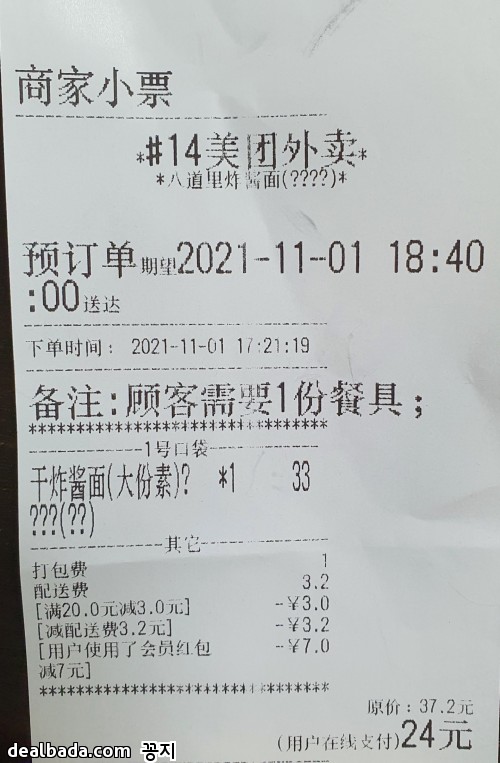 商家小票
*#14美团外卖*
*八道里炸酱面(????)*
预订单期望2021-11-01 18:40
:00送达
下单时间: 2021-11-01 17:21:19
备注:顾客需要1份餐具;
********************************
1号口袋
干炸酱面(大份素)? *1 33
???(??)
其它
打包费 1
配送费 3.2
[满20.0元减3.0元] -¥3.0
[减配送费3.2元] -¥3.2
[用户使用了会员红包 -¥7.0
减7元]
********************************
原价: 37.2元
(用户在线支付)24元
dealbada.com 꽁지